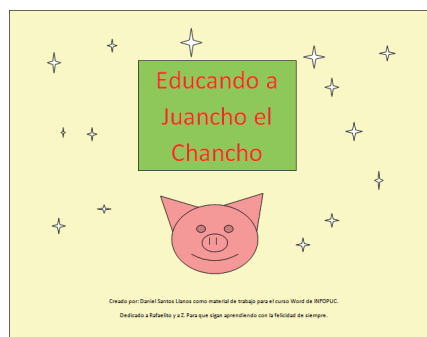 Educando a
Juancho el
Chancho
Creado por: Daniel Santos Llanos como material de trabajo para el curso Word de INFOPUC.
Dedicado a Rafaelito y a Z. Para que sigan aprendiendo con la felicidad de siempre.